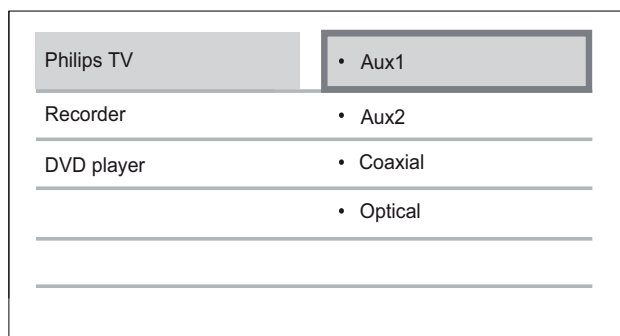 Philips TV
• Aux1
Recorder
• Aux2
DVD player
• Coaxial
• Optical